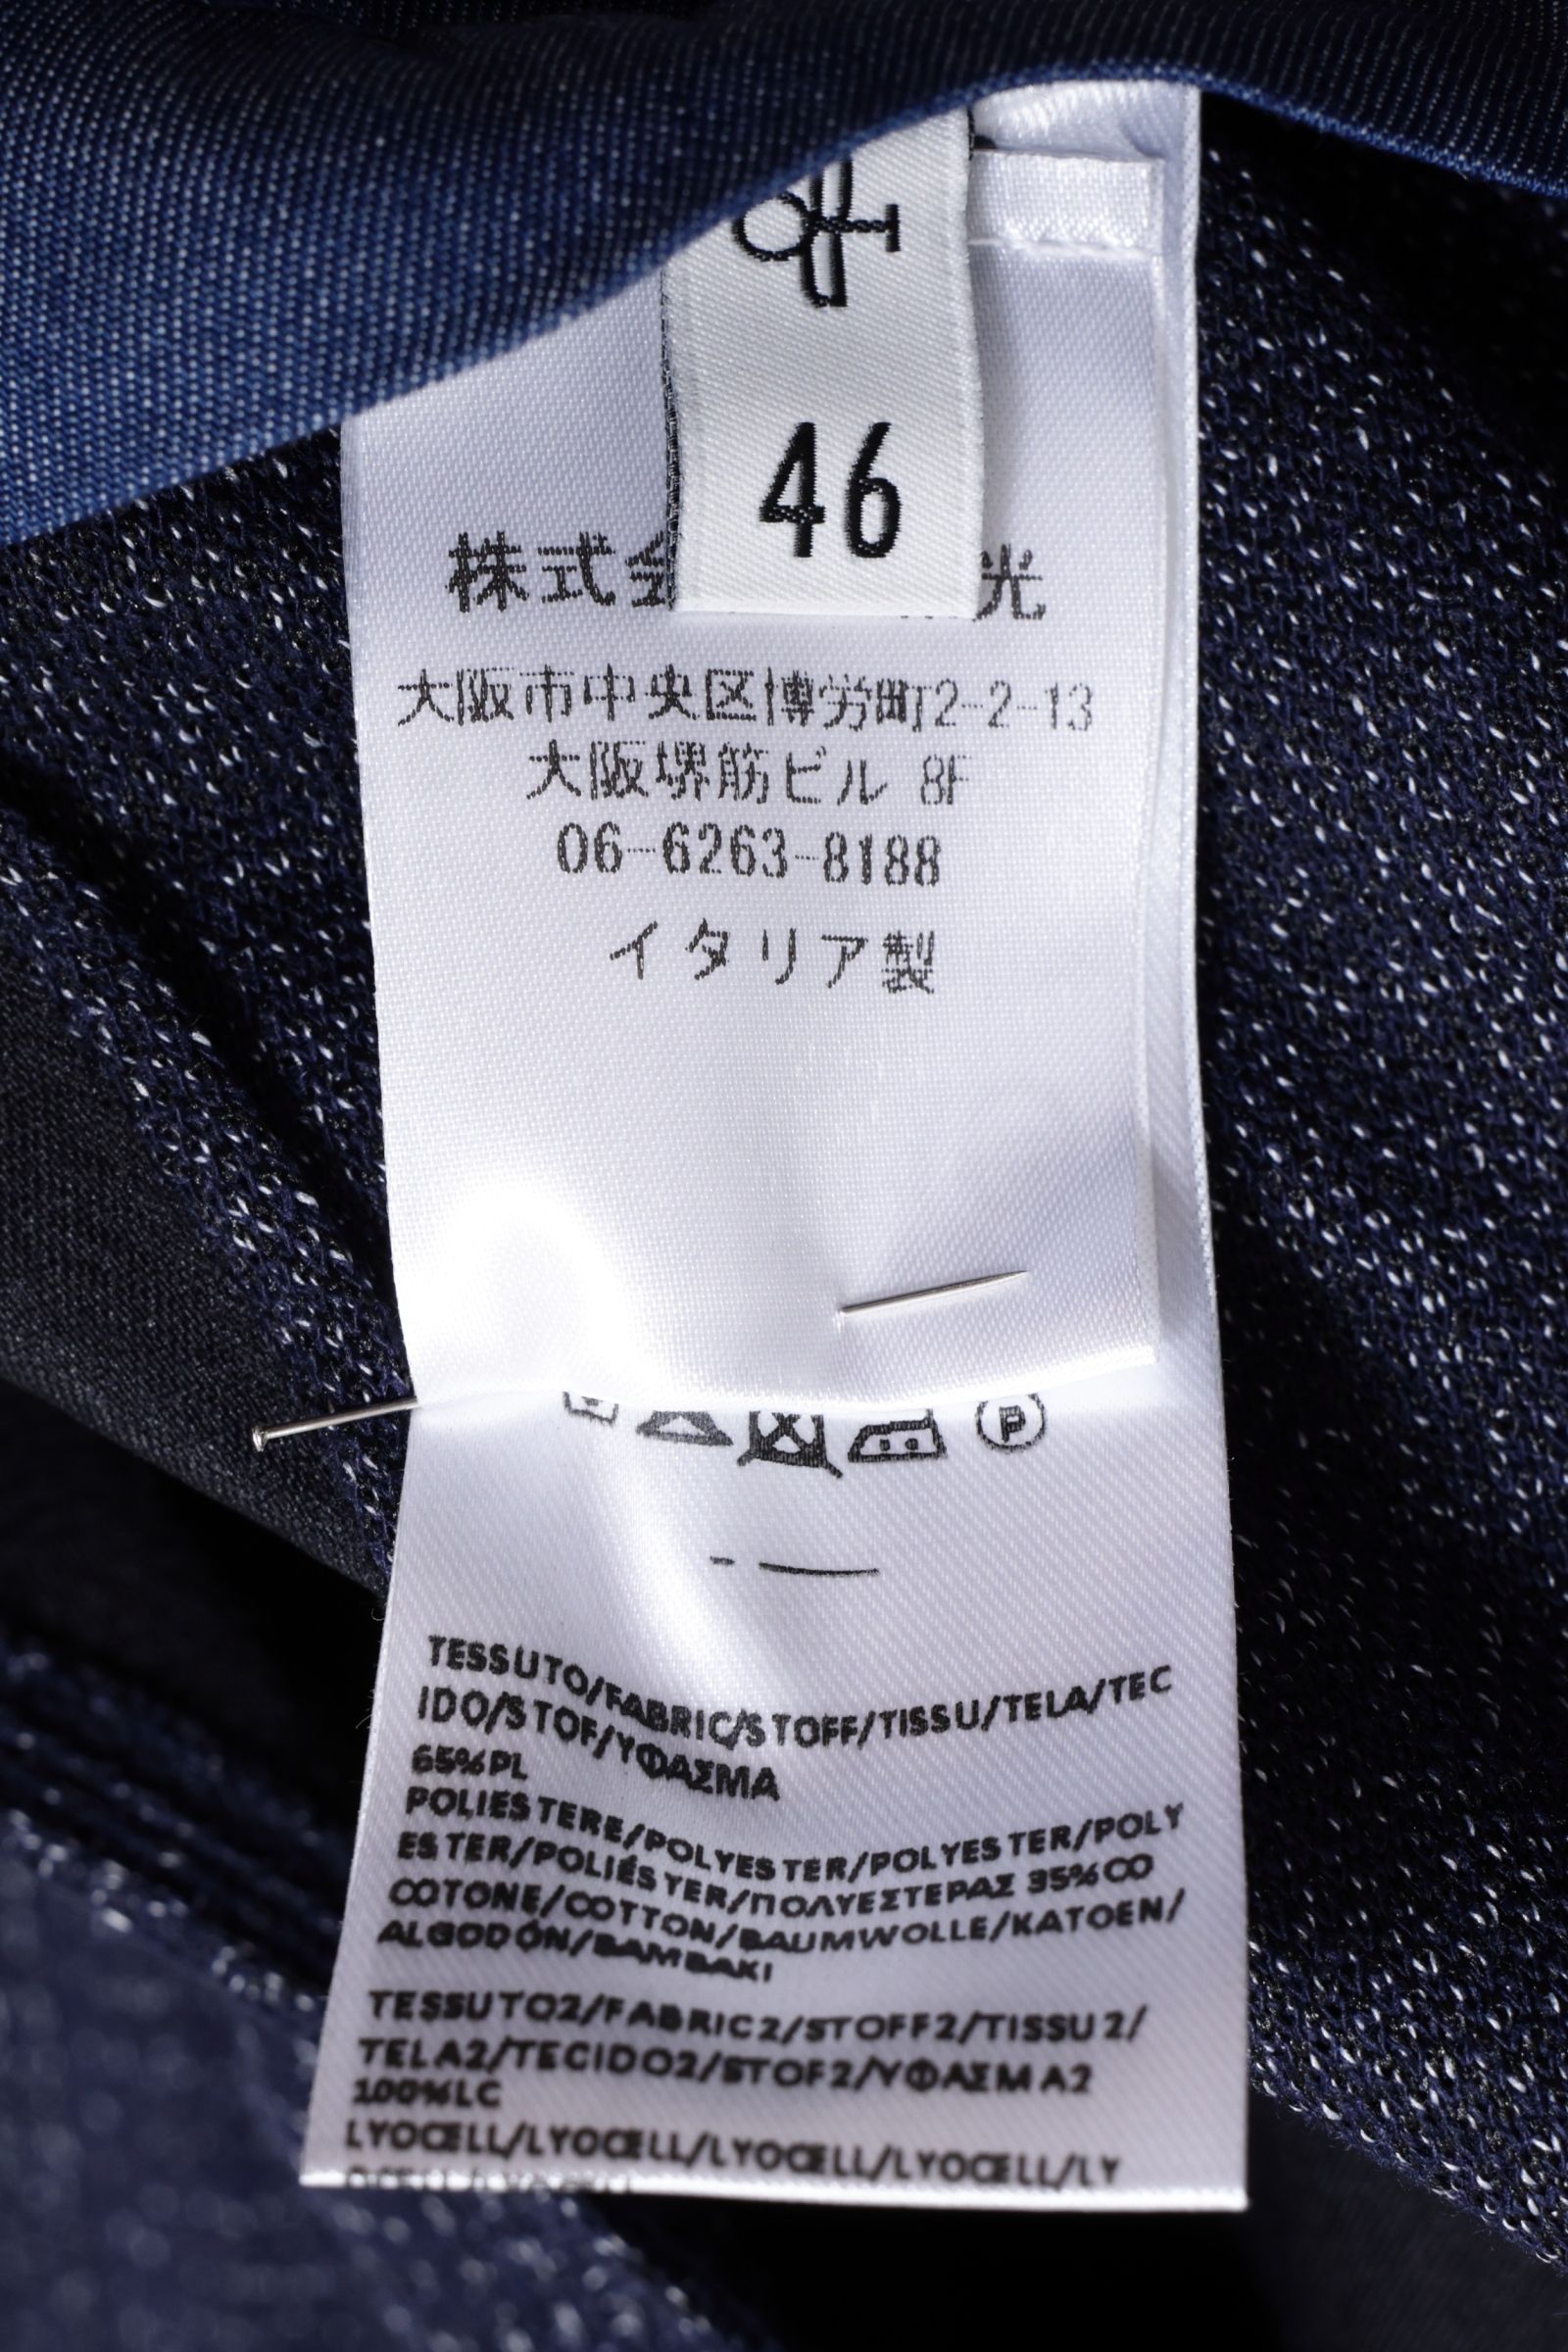 46
株式会 光
大阪市中央区博労町2-2-13
大阪堺筋ビル 8F
06-6263-8188
イタリア製
P
TESSUTO/FABRIC/STOFF/TISSU/TELA/TEC
IDO/STOF/ΥΦΑΣΜΑ
65%PL
POLIESTERE/POLYESTER/POLYESTER/POLY
ESTER/POLIÉSTER/ΠΟΛΥΕΣΤΕΡΑΣ 35%CO
COTONE/COTTON/BAUMWOLLE/KATOEN/
ALGODÓN/BAMBAKI
TESSUTO2/FABRIC2/STOFF2/TISSU2/
TELA2/TECIDO2/STOF2/ΥΦΑΣΜΑ2
100%LC
LYOCELL/LYOCELL/LYOCELL/LYOCELL/LY